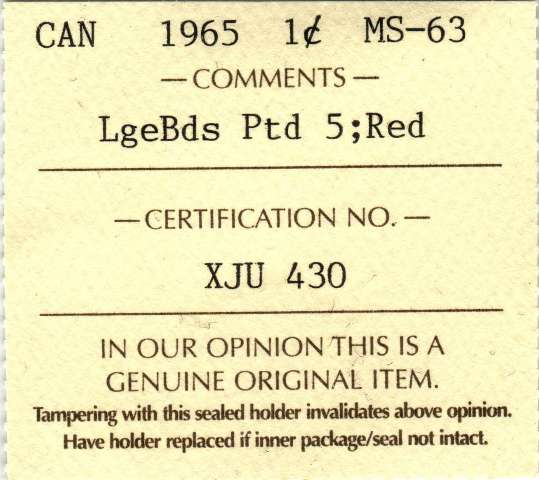 CAN 1965 1¢ MS-63
— COMMENTS —
LgeBds Ptd 5;Red
— CERTIFICATION NO. —
XJU 430
IN OUR OPINION THIS IS A
GENUINE ORIGINAL ITEM.
Tampering with this sealed holder invalidates above opinion.
Have holder replaced if inner package/seal not intact.